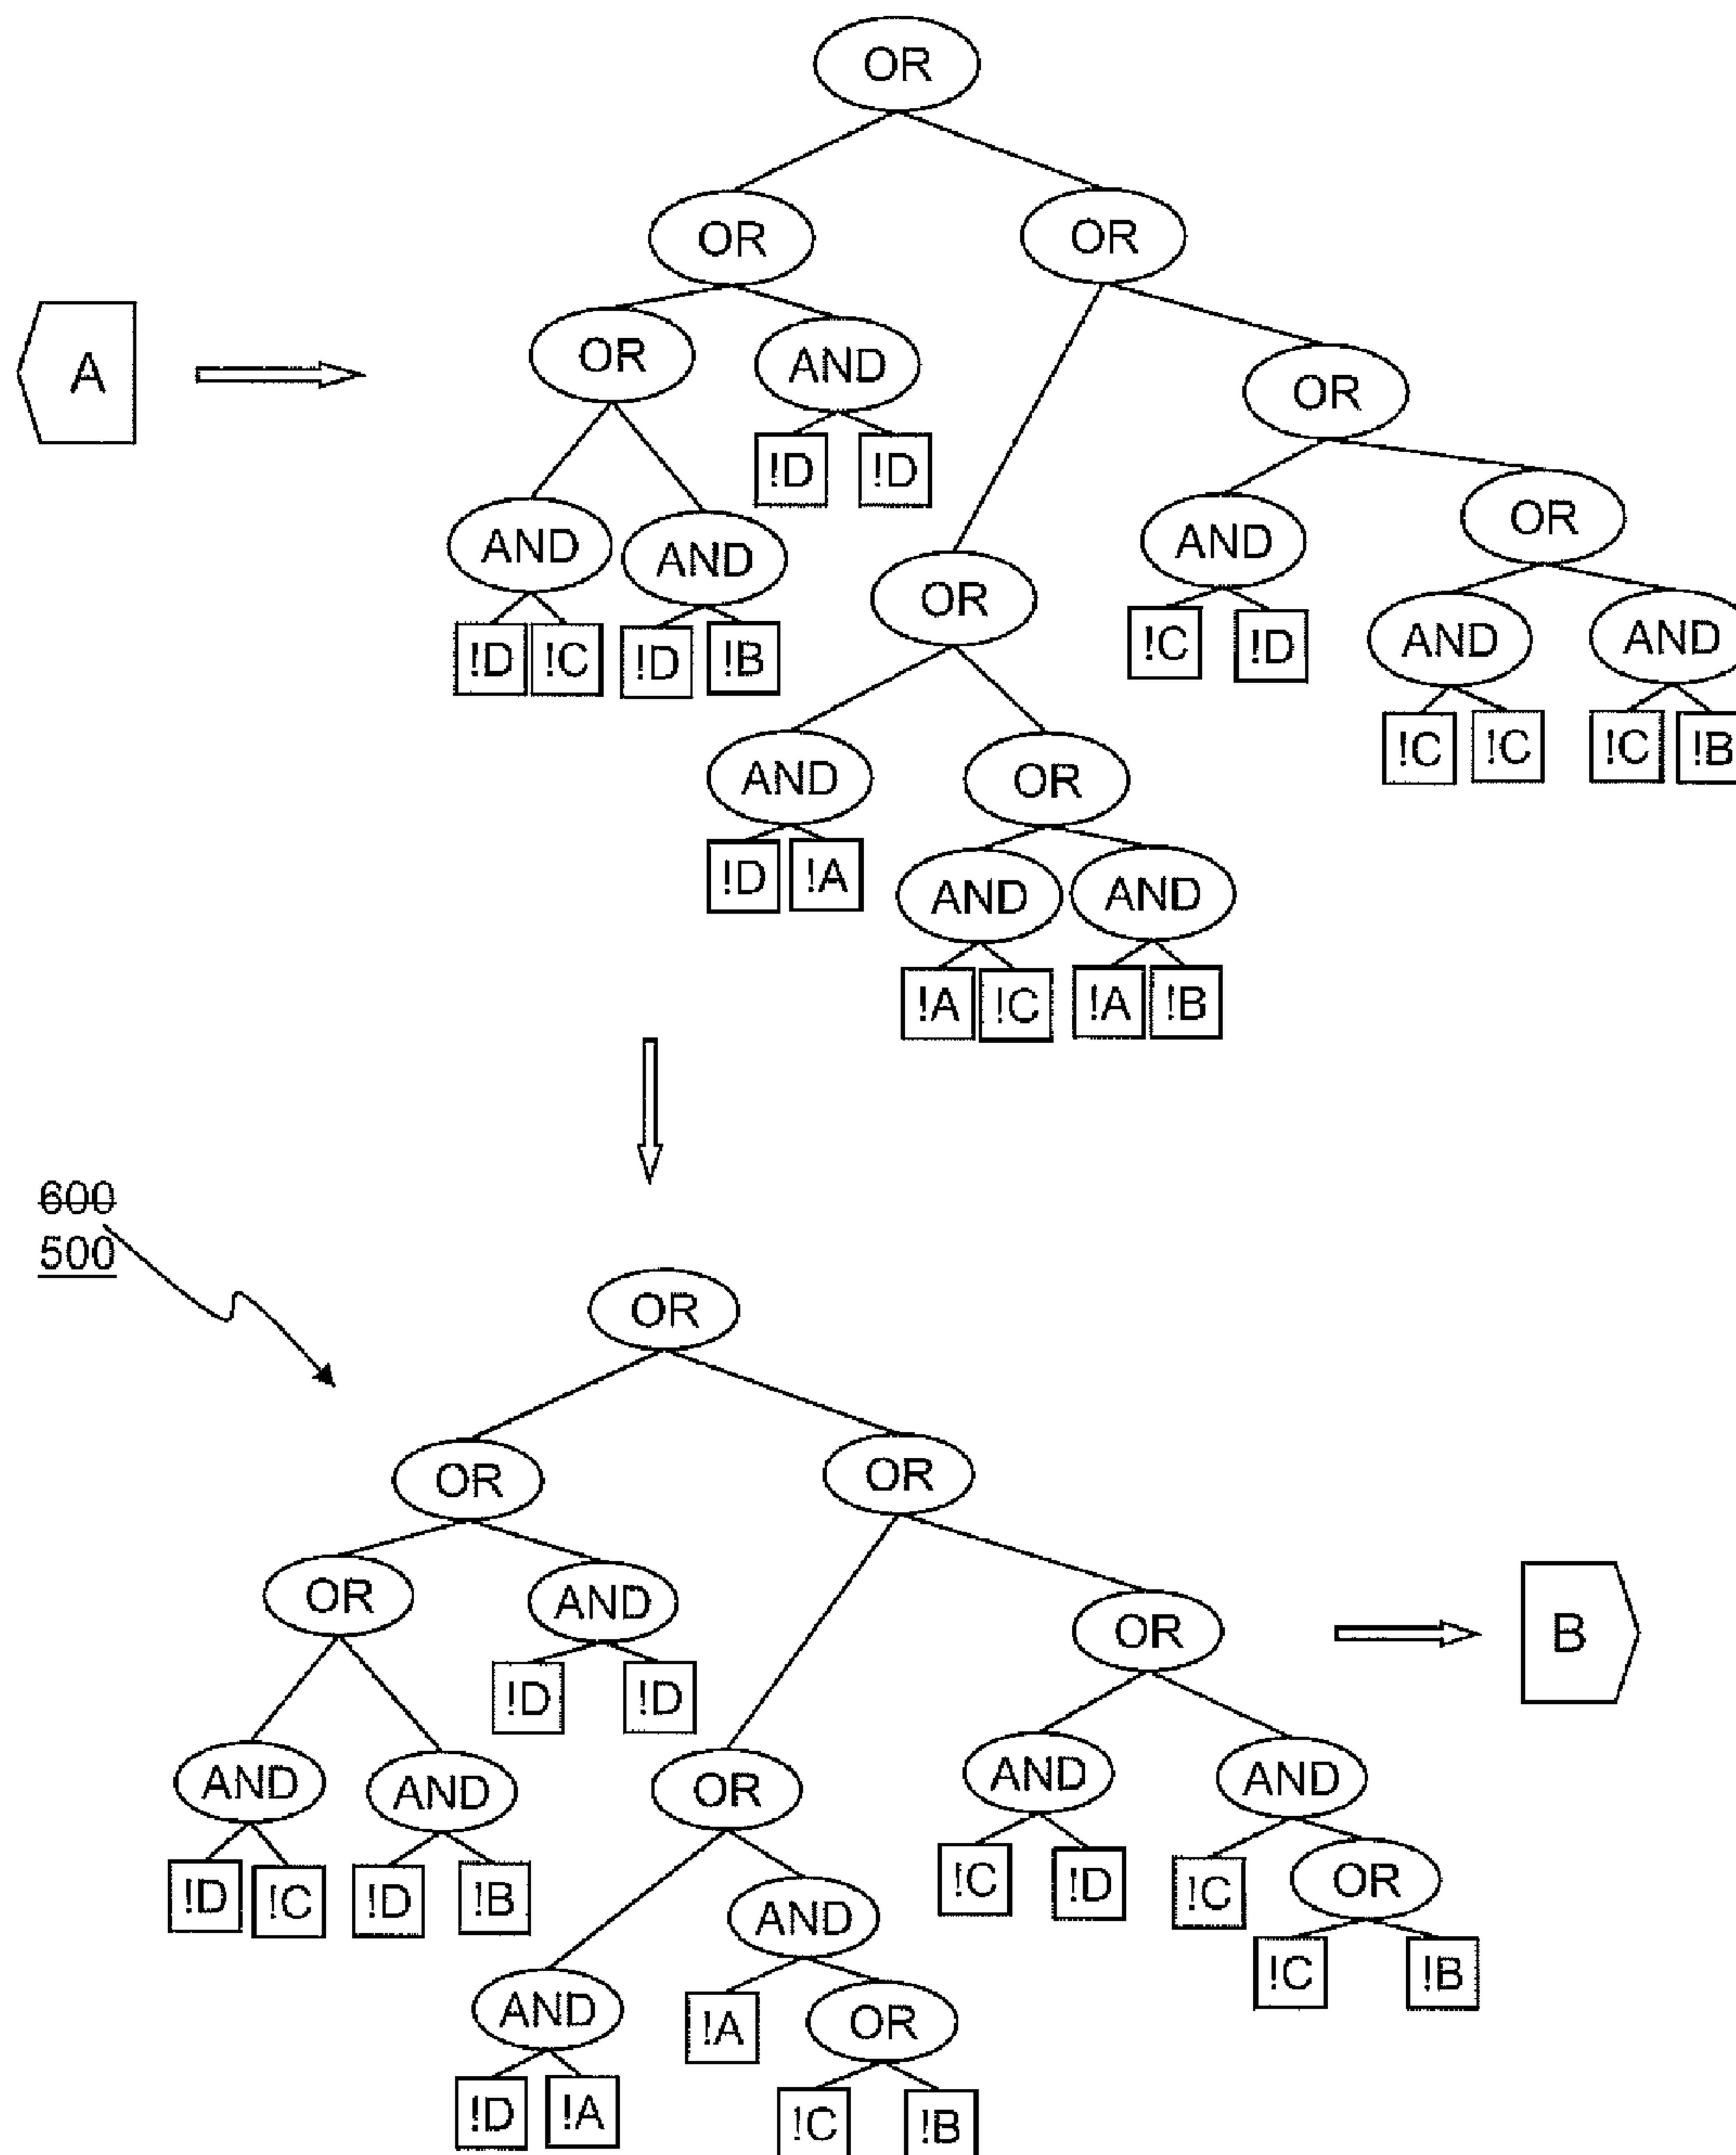 OR
OR OR
A
OR AND
OR
!D !D
OR
AND AND
AND
OR
!D !C !D !B
!C !D
AND AND
AND OR
!C !C !C !B
!D !A
AND AND
!A !C !A !B
600
500
OR
OR OR
OR AND
OR
B
!D !D
AND AND
OR
AND AND
!D !C !D !B
!C !D !C
OR
AND
!C !B
AND
!A
OR
!D !A
!C !B